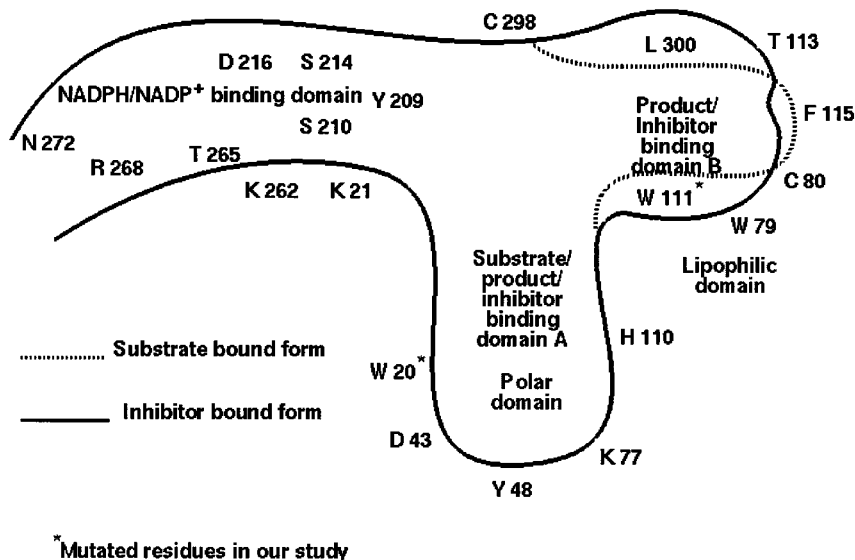 C 298
L 300
T 113
D 216 S 214
NADPH/NADP+ binding domain Y 209
S 210
Product/
Inhibitor
binding
domain B
F 115
N 272
R 268
T 265
K 262 K 21
C 80
W 111*
W 79
Lipophilic
domain
Substrate/
product/
inhibitor
binding
domain A
H 110
Substrate bound form
W 20*
Polar
domain
Inhibitor bound form
D 43
K 77
Y 48
*Mutated residues in our study